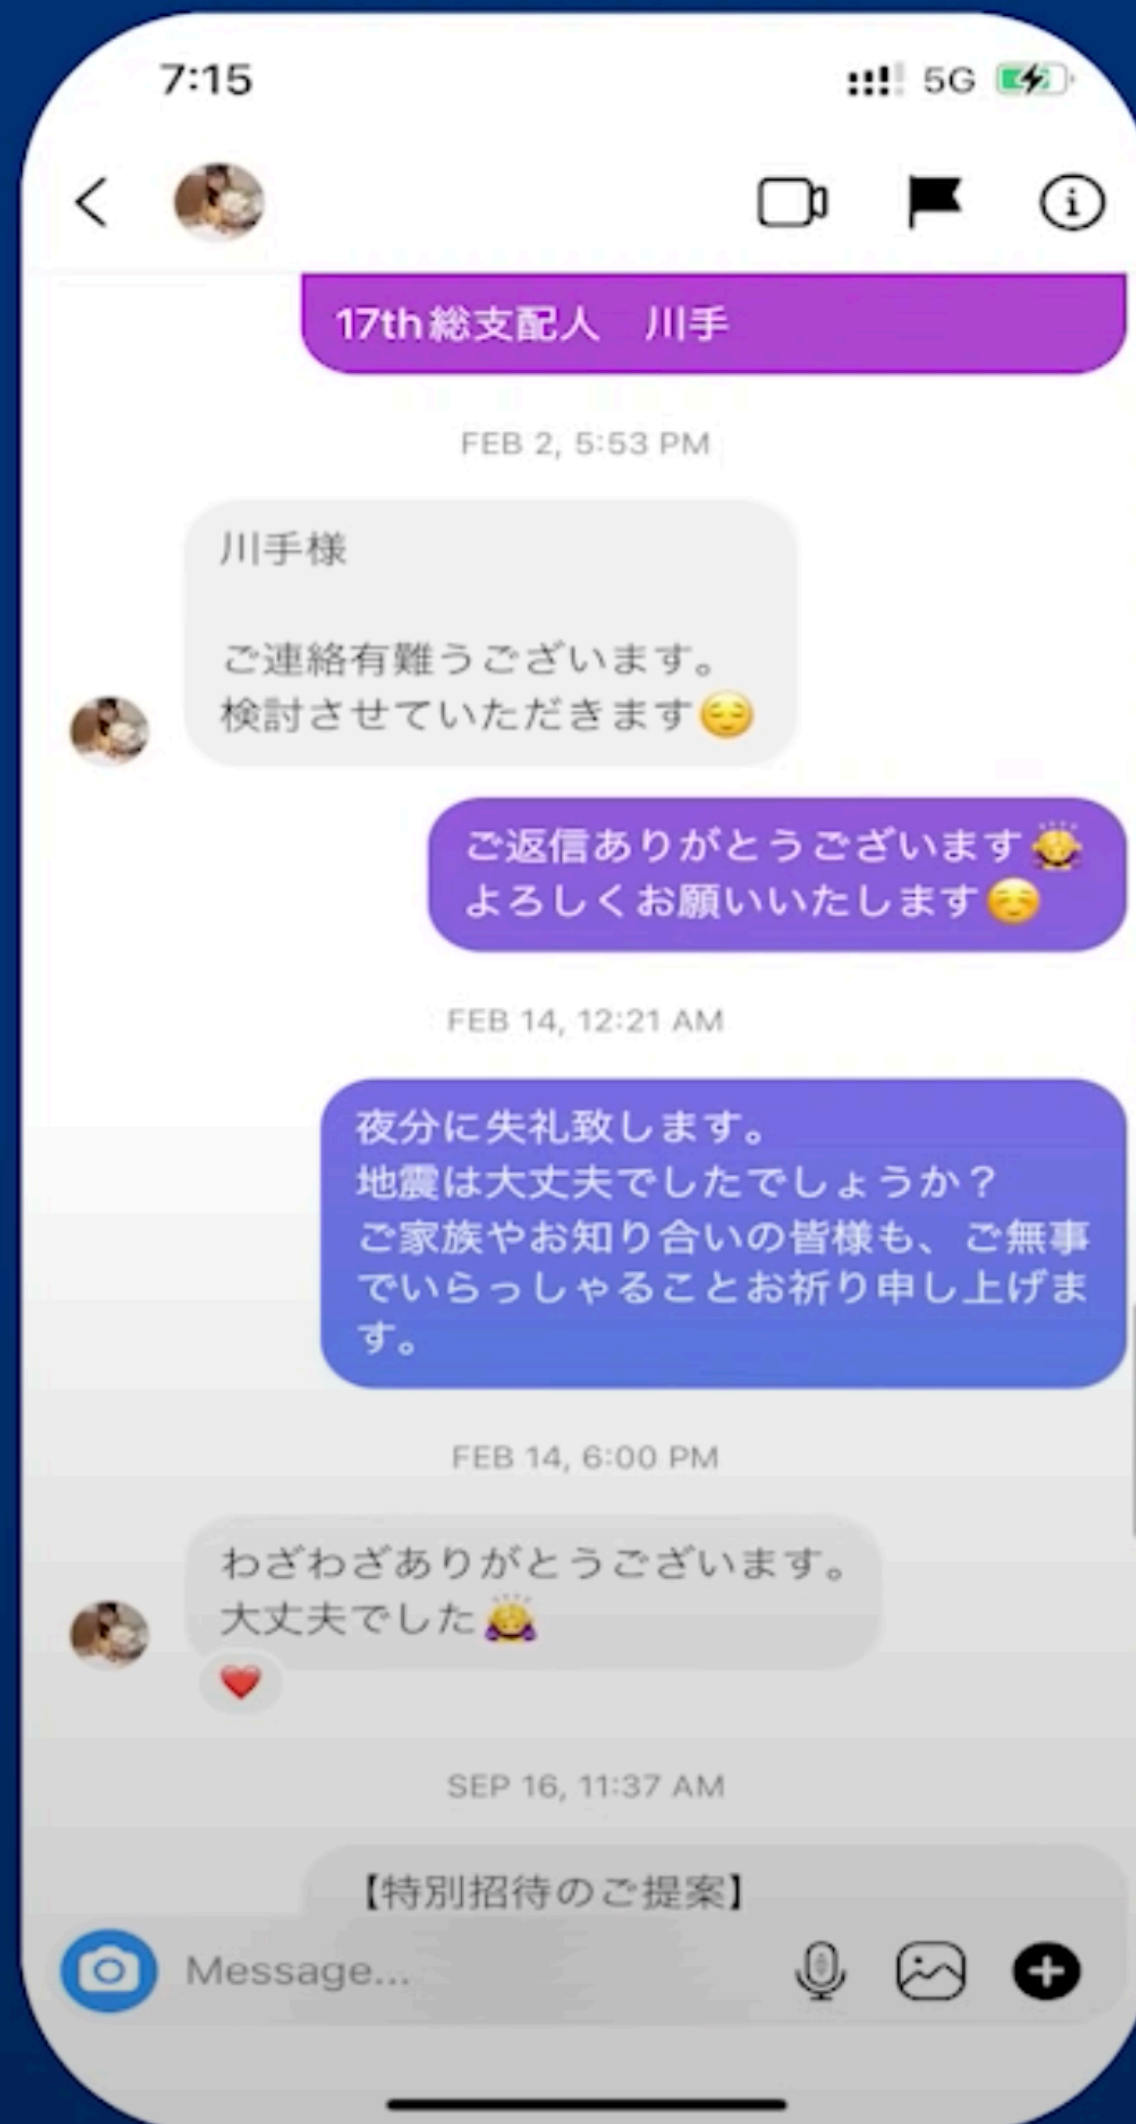 7:15
5G
17th総支配人　川手
FEB 2, 5:53 PM
川手様
ご連絡有難うございます。
検討させていただきます😌
ご返信ありがとうございます🙇
よろしくお願いいたします☺️
FEB 14, 12:21 AM
夜分に失礼致します。
地震は大丈夫でしたでしょうか？
ご家族やお知り合いの皆様も、ご無事
でいらっしゃることお祈り申し上げま
す。
FEB 14, 6:00 PM
わざわざありがとうございます。
大丈夫でした🙇‍♀️
❤️
SEP 16, 11:37 AM
【特別招待のご提案】
Message...